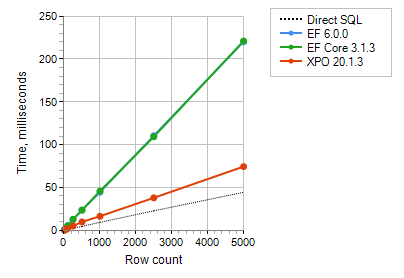 250
200
150
100
50
0
Time, milliseconds
0
1000
2000
3000
4000
5000
Row count
Direct SQL
EF 6.0.0
EF Core 3.1.3
XPO 20.1.3